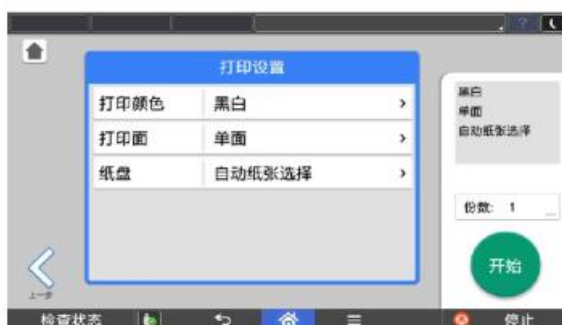 打印设置
打印颜色 黑白
打印面 单面
纸盘 自动纸张选择
黑白
单面
自动纸张选择
份数: 1
开始
上一步
检查状态
停止